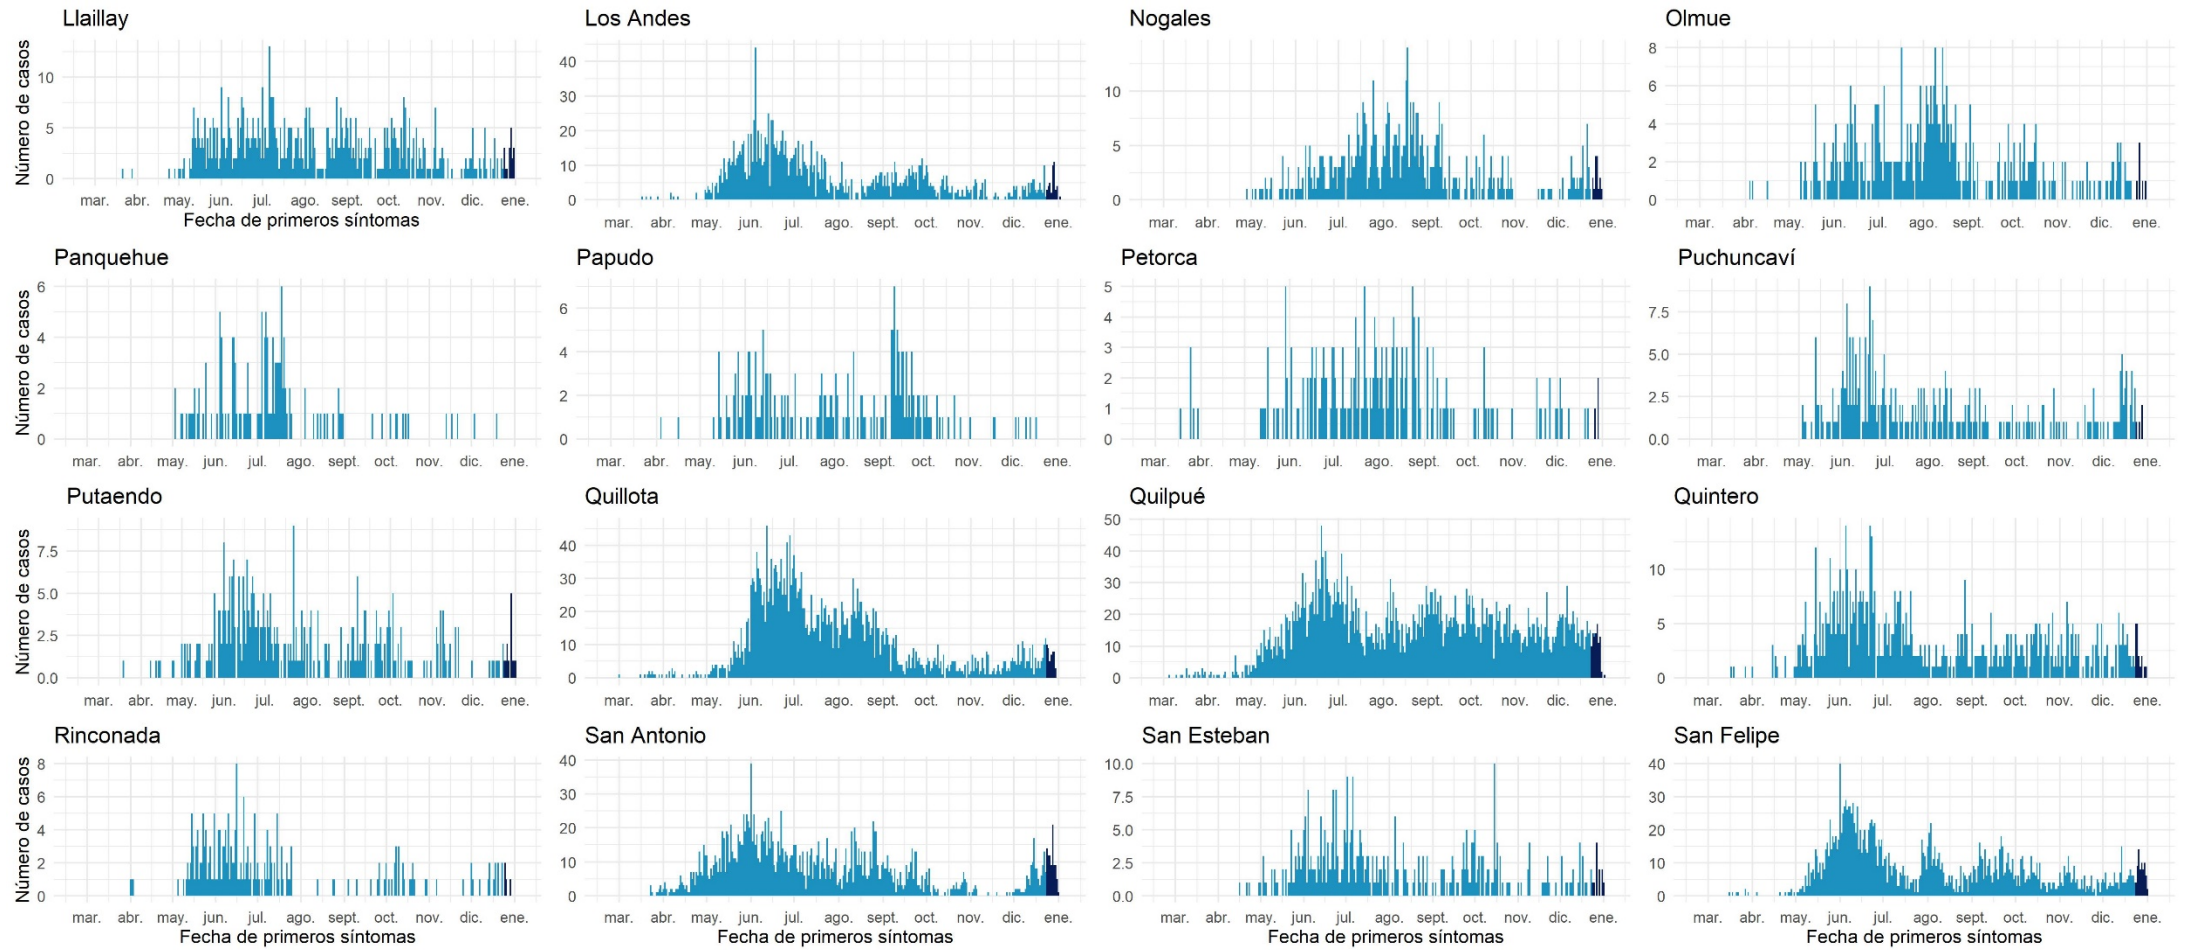 Llaillay
Los Andes
Nogales
Olmue
Número de casos
10
5
0
mar. abr. may. jun. jul. ago. sept. oct. nov. dic. ene.
Fecha de primeros síntomas
40
30
20
10
0
mar. abr. may. jun. jul. ago. sept. oct. nov. dic. ene.
10
5
0
mar. abr. may. jun. jul. ago. sept. oct. nov. dic. ene.
8
6
4
2
0
mar. abr. may. jun. jul. ago. sept. oct. nov. dic. ene.
Panquehue
Papudo
Petorca
Puchuncaví
Número de casos
6
4
2
0
mar. abr. may. jun. jul. ago. sept. oct. nov. dic. ene.
6
4
2
0
mar. abr. may. jun. jul. ago. sept. oct. nov. dic. ene.
5
4
3
2
1
0
mar. abr. may. jun. jul. ago. sept. oct. nov. dic. ene.
7.5
5.0
2.5
0.0
mar. abr. may. jun. jul. ago. sept. oct. nov. dic. ene.
Putaendo
Quillota
Quilpué
Quintero
Número de casos
7.5
5.0
2.5
0.0
mar. abr. may. jun. jul. ago. sept. oct. nov. dic. ene.
40
30
20
10
0
mar. abr. may. jun. jul. ago. sept. oct. nov. dic. ene.
50
40
30
20
10
0
mar. abr. may. jun. jul. ago. sept. oct. nov. dic. ene.
10
5
0
mar. abr. may. jun. jul. ago. sept. oct. nov. dic. ene.
Rinconada
San Antonio
San Esteban
San Felipe
Número de casos
8
6
4
2
0
mar. abr. may. jun. jul. ago. sept. oct. nov. dic. ene.
Fecha de primeros síntomas
40
30
20
10
0
mar. abr. may. jun. jul. ago. sept. oct. nov. dic. ene.
Fecha de primeros síntomas
10.0
7.5
5.0
2.5
0.0
mar. abr. may. jun. jul. ago. sept. oct. nov. dic. ene.
Fecha de primeros síntomas
40
30
20
10
0
mar. abr. may. jun. jul. ago. sept. oct. nov. dic. ene.
Fecha de primeros síntomas